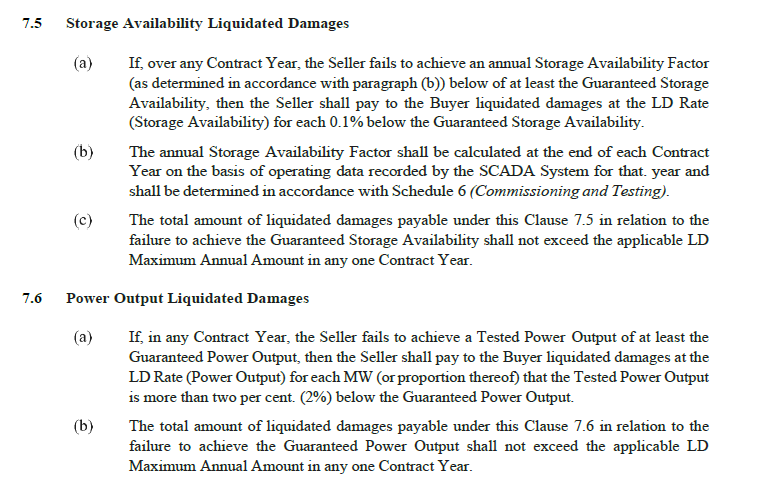 7.5 Storage Availability Liquidated Damages
(a) If, over any Contract Year, the Seller fails to achieve an annual Storage Availability Factor
(as determined in accordance with paragraph (b)) below of at least the Guaranteed Storage
Availability, then the Seller shall pay to the Buyer liquidated damages at the LD Rate
(Storage Availability) for each 0.1% below the Guaranteed Storage Availability.
(b) The annual Storage Availability Factor shall be calculated at the end of each Contract
Year on the basis of operating data recorded by the SCADA System for that. year and
shall be determined in accordance with Schedule 6 (Commissioning and Testing).
(c) The total amount of liquidated damages payable under this Clause 7.5 in relation to the
failure to achieve the Guaranteed Storage Availability shall not exceed the applicable LD
Maximum Annual Amount in any one Contract Year.
7.6 Power Output Liquidated Damages
(a) If, in any Contract Year, the Seller fails to achieve a Tested Power Output of at least the
Guaranteed Power Output, then the Seller shall pay to the Buyer liquidated damages at the
LD Rate (Power Output) for each MW (or proportion thereof) that the Tested Power Output
is more than two per cent. (2%) below the Guaranteed Power Output.
(b) The total amount of liquidated damages payable under this Clause 7.6 in relation to the
failure to achieve the Guaranteed Power Output shall not exceed the applicable LD
Maximum Annual Amount in any one Contract Year.